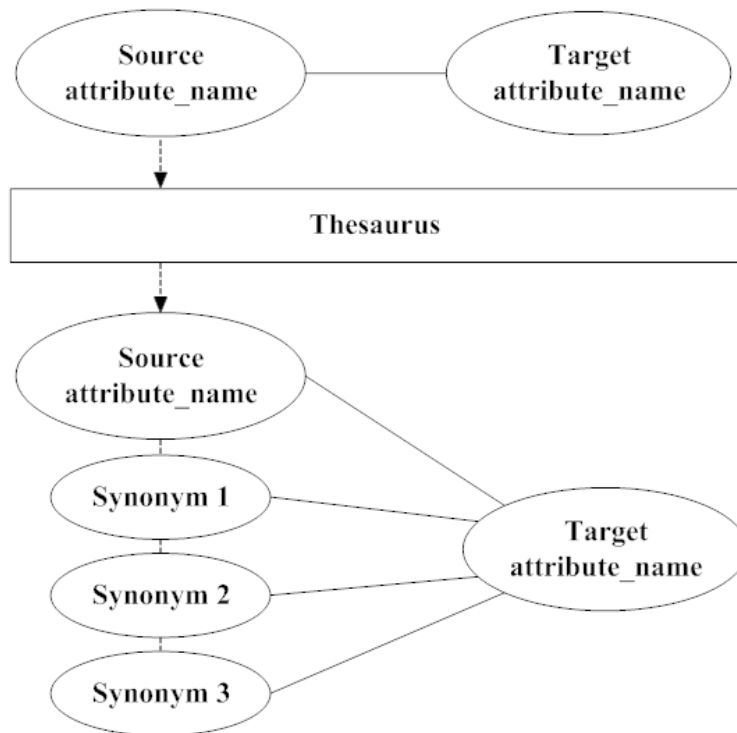 Source
attribute_name
Target
attribute_name
Thesaurus
Source
attribute_name
Synonym 1
Target
attribute_name
Synonym 2
Synonym 3